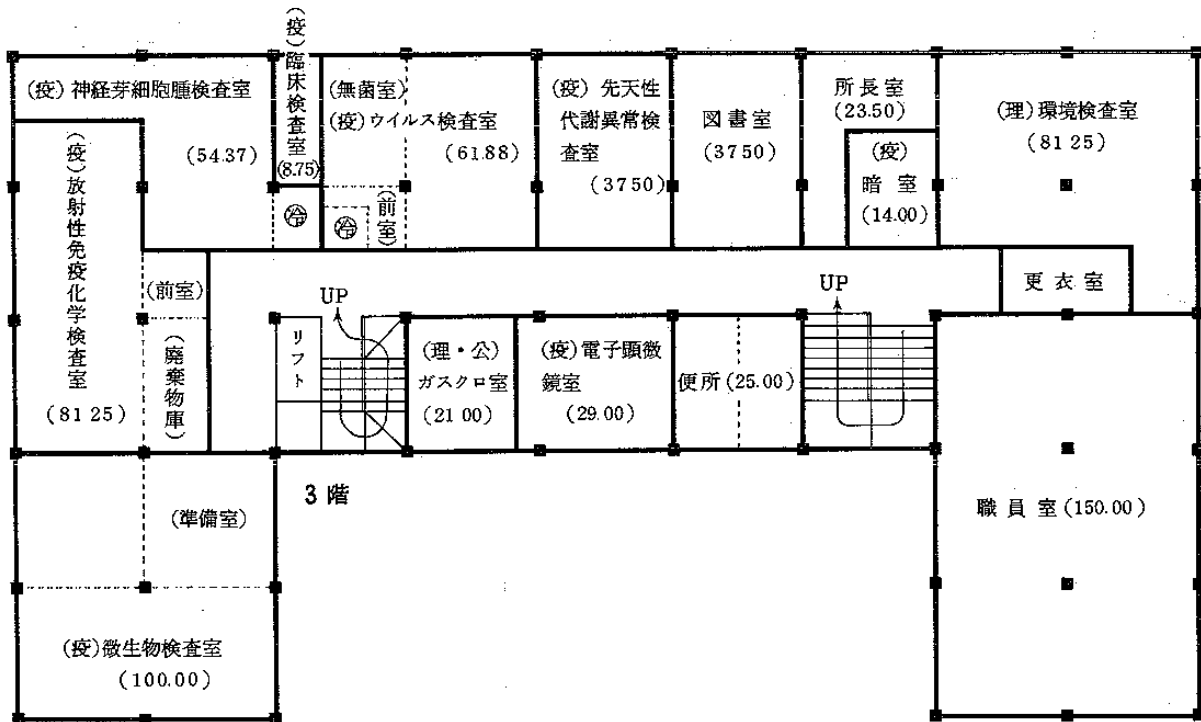 (疫)神経芽細胞腫検査室
(54.37)
(疫)臨床検査室
(8.75)
冷
(無菌室)
(疫)ウイルス検査室
(61.88)
冷
(前室)
(疫)先天性
代謝異常検
査室
(3750)
図書室
(3750)
所長室
(23.50)
(疫)
暗室
(14.00)
(理)環境検査室
(81 25)
(疫)放射性免疫化学検査室
(81 25)
(前室)
(廃棄物庫)
リフト
UP
(理・公)
ガスクロ室
(21 00)
(疫)電子顕微
鏡室
(29.00)
便所(25.00)
UP
更衣室
職員室(150.00)
3階
(準備室)
(疫)微生物検査室
(100.00)